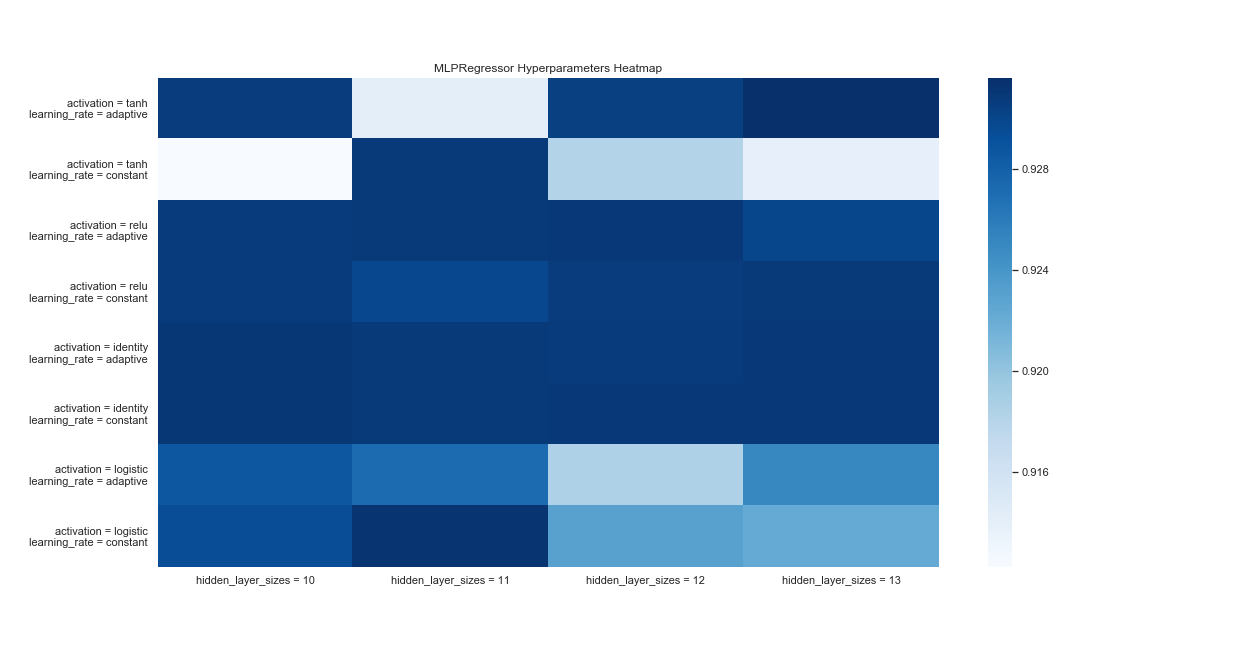 MLPRegressor Hyperparameters Heatmap
activation = tanh
learning_rate = adaptive
activation = tanh
learning_rate = constant
activation = relu
learning_rate = adaptive
activation = relu
learning_rate = constant
activation = identity
learning_rate = adaptive
activation = identity
learning_rate = constant
activation = logistic
learning_rate = adaptive
activation = logistic
learning_rate = constant
hidden_layer_sizes = 10
hidden_layer_sizes = 11
hidden_layer_sizes = 12
hidden_layer_sizes = 13
0.928
0.924
0.920
0.916